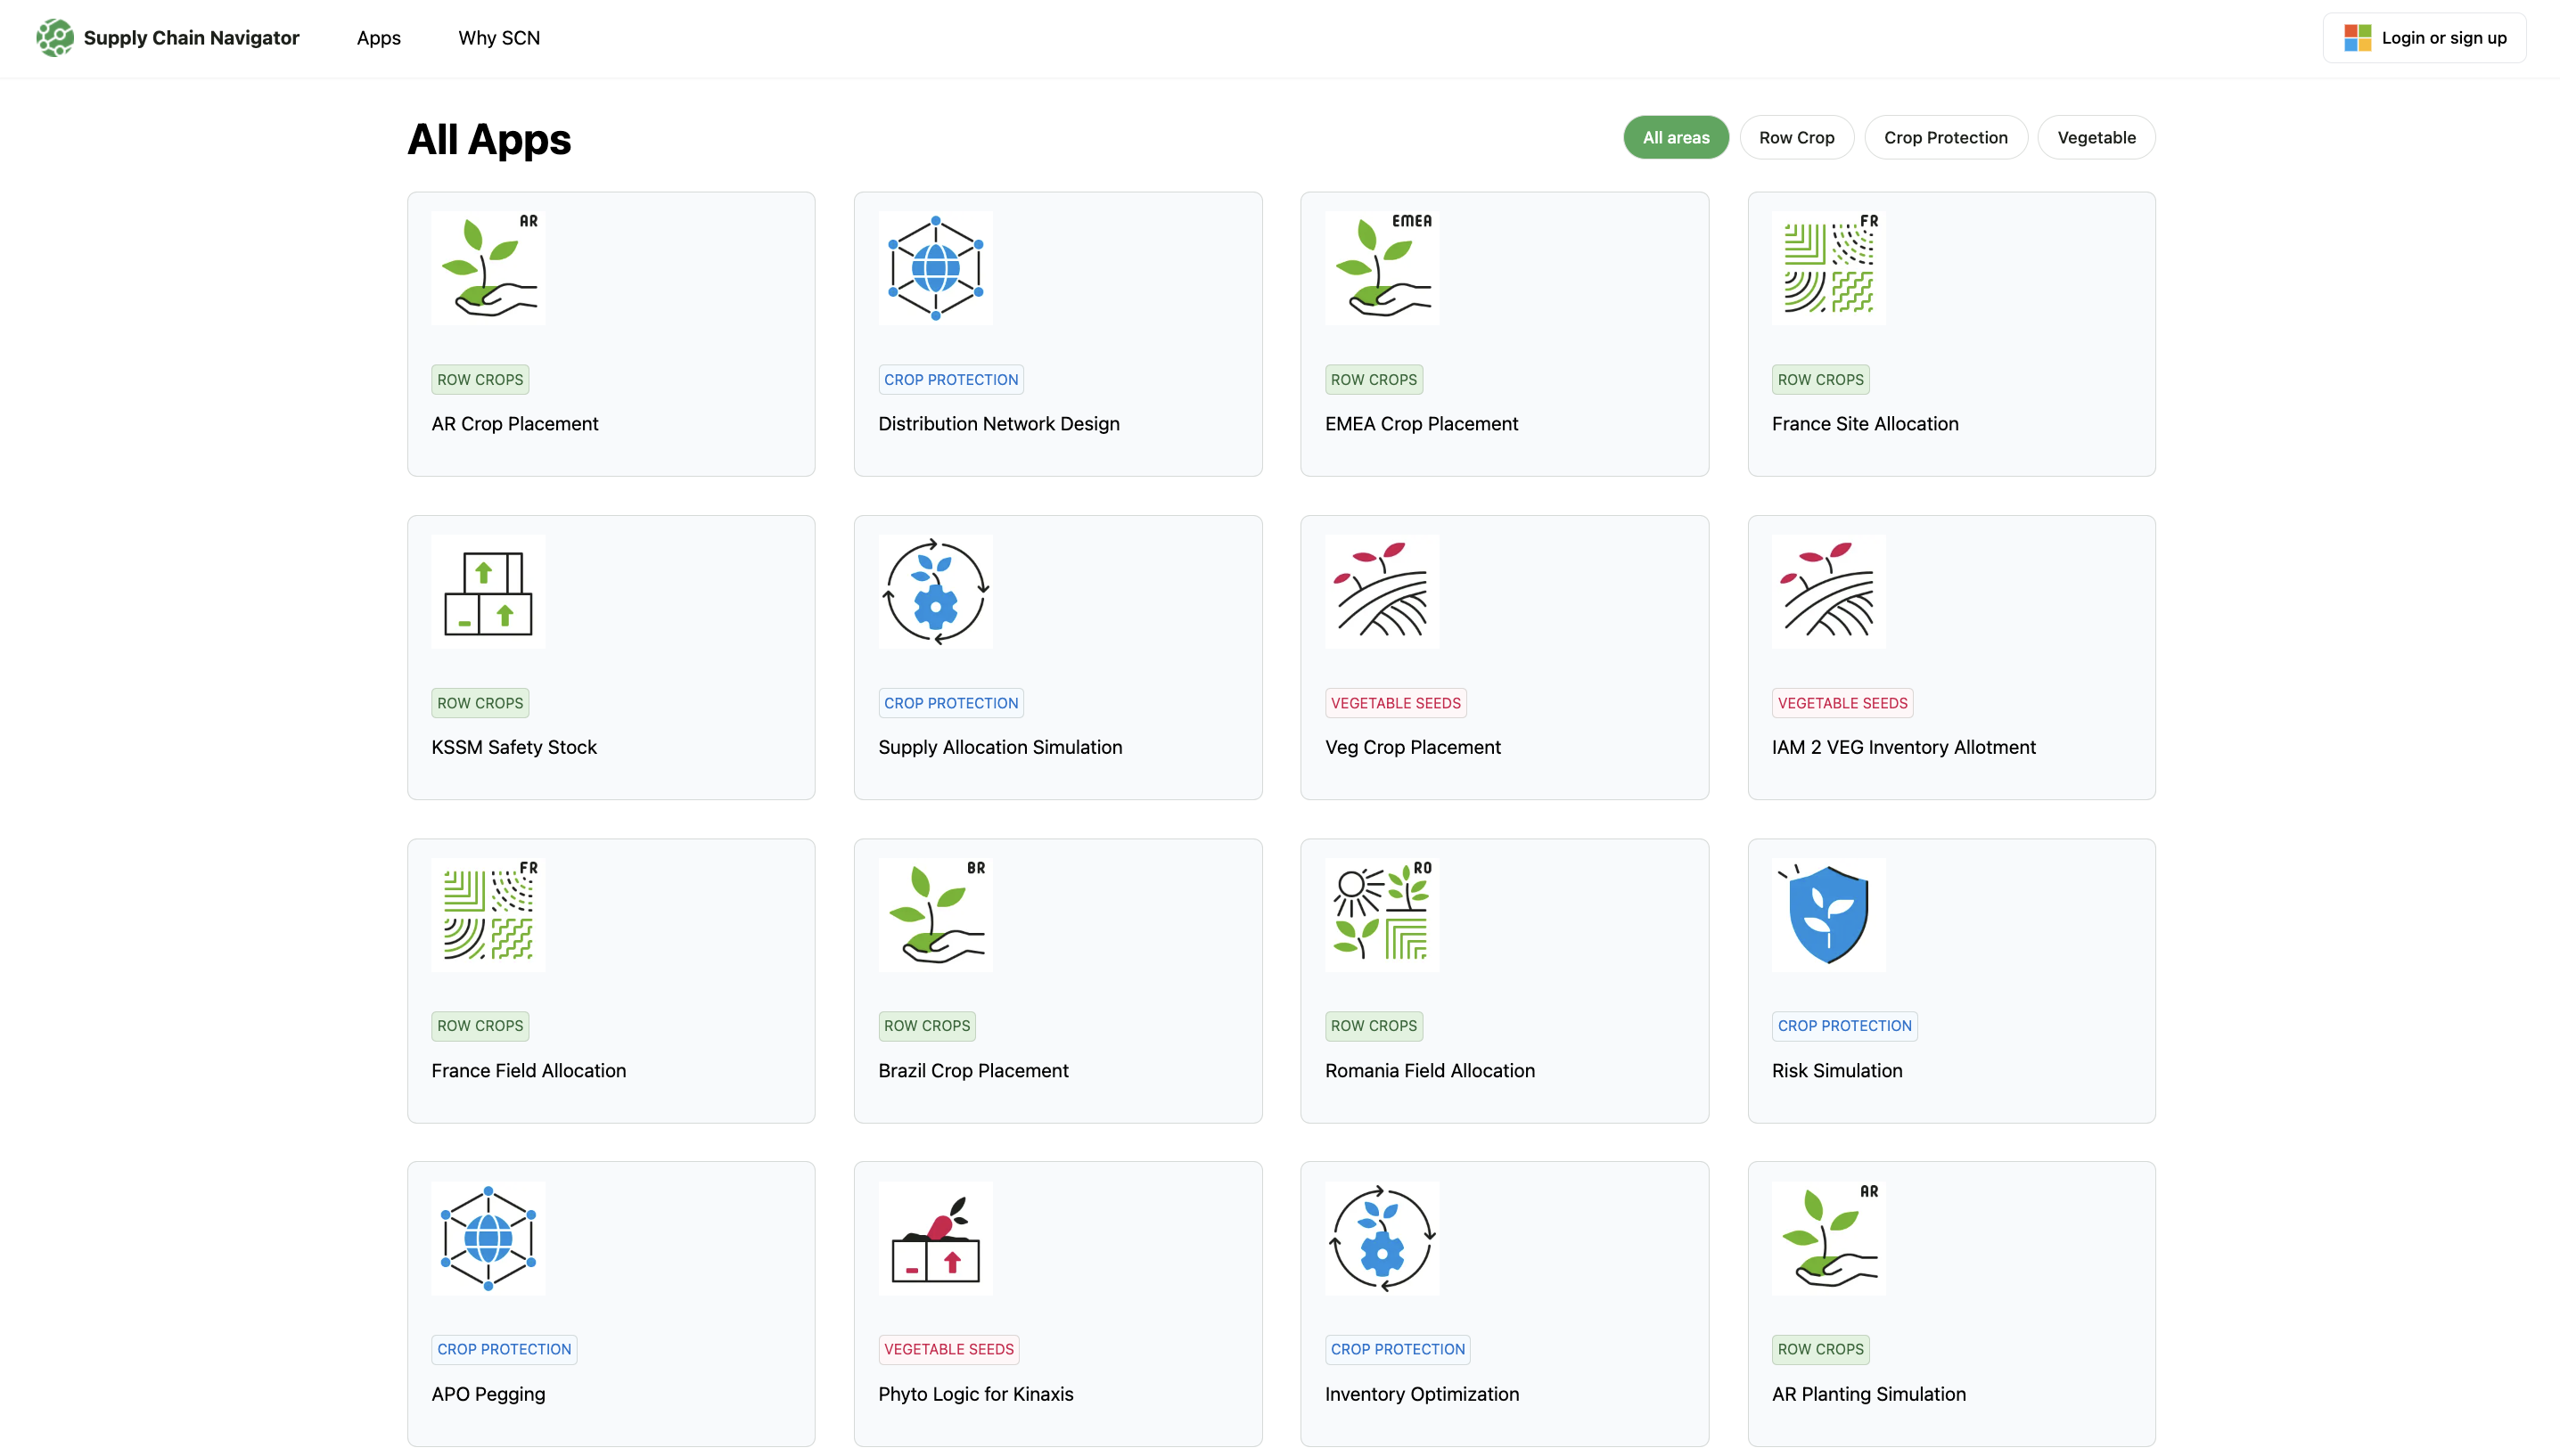 Supply Chain Navigator
Apps
Why SCN
Login or sign up
All Apps
All areas
Row Crop
Crop Protection
Vegetable
AR
ROW CROPS
AR Crop Placement
CROP PROTECTION
Distribution Network Design
EMEA
ROW CROPS
EMEA Crop Placement
FR
ROW CROPS
France Site Allocation
ROW CROPS
KSSM Safety Stock
CROP PROTECTION
Supply Allocation Simulation
VEGETABLE SEEDS
Veg Crop Placement
VEGETABLE SEEDS
IAM 2 VEG Inventory Allotment
FR
ROW CROPS
France Field Allocation
BR
ROW CROPS
Brazil Crop Placement
RO
ROW CROPS
Romania Field Allocation
CROP PROTECTION
Risk Simulation
CROP PROTECTION
APO Pegging
VEGETABLE SEEDS
Phyto Logic for Kinaxis
CROP PROTECTION
Inventory Optimization
AR
ROW CROPS
AR Planting Simulation